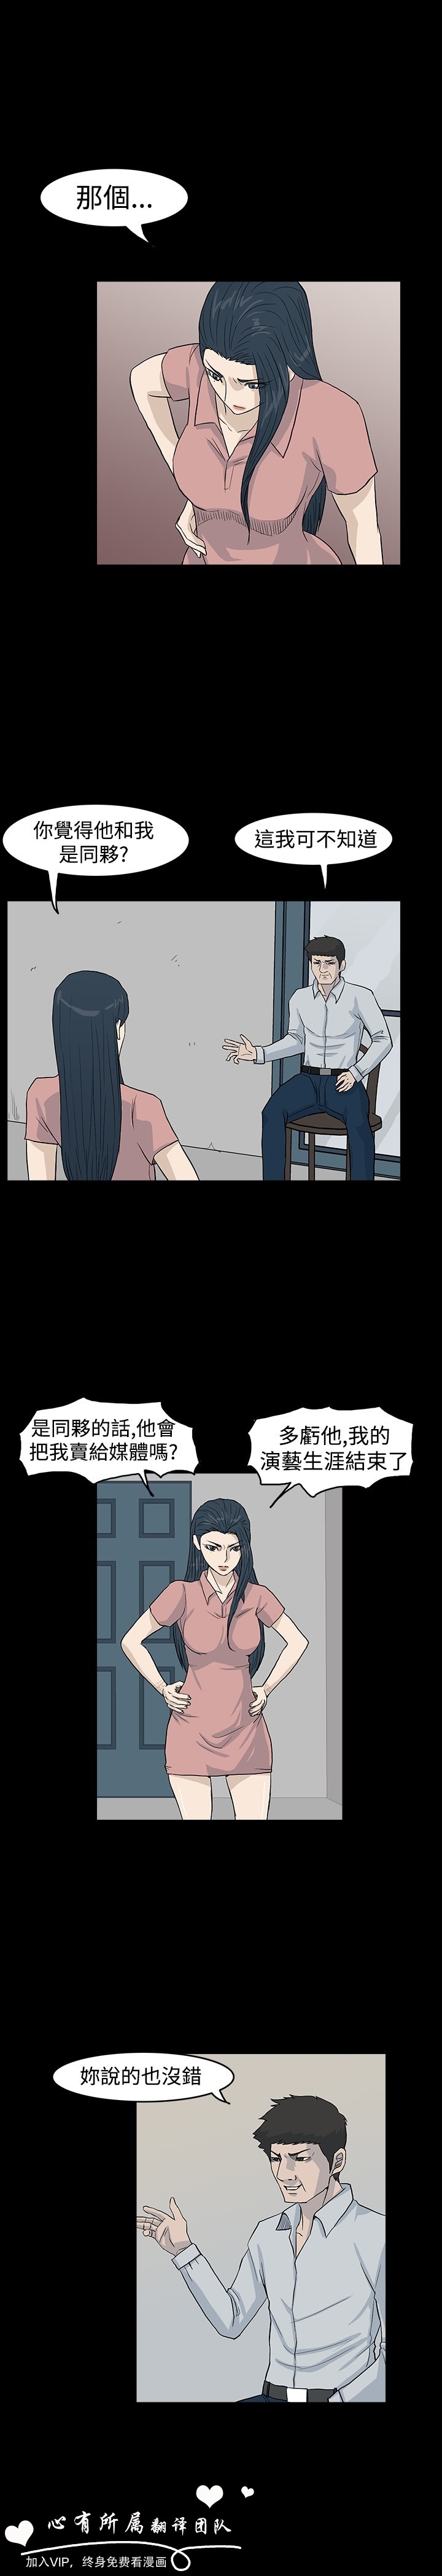 那個...
你覺得他和我
是同夥?
這我可不知道
是同夥的話,他會
把我賣給媒體嗎?
多虧他,我的
演藝生涯結束了
妳說的也沒錯
心有所属翻译团队
加入VIP，终身免费看漫画